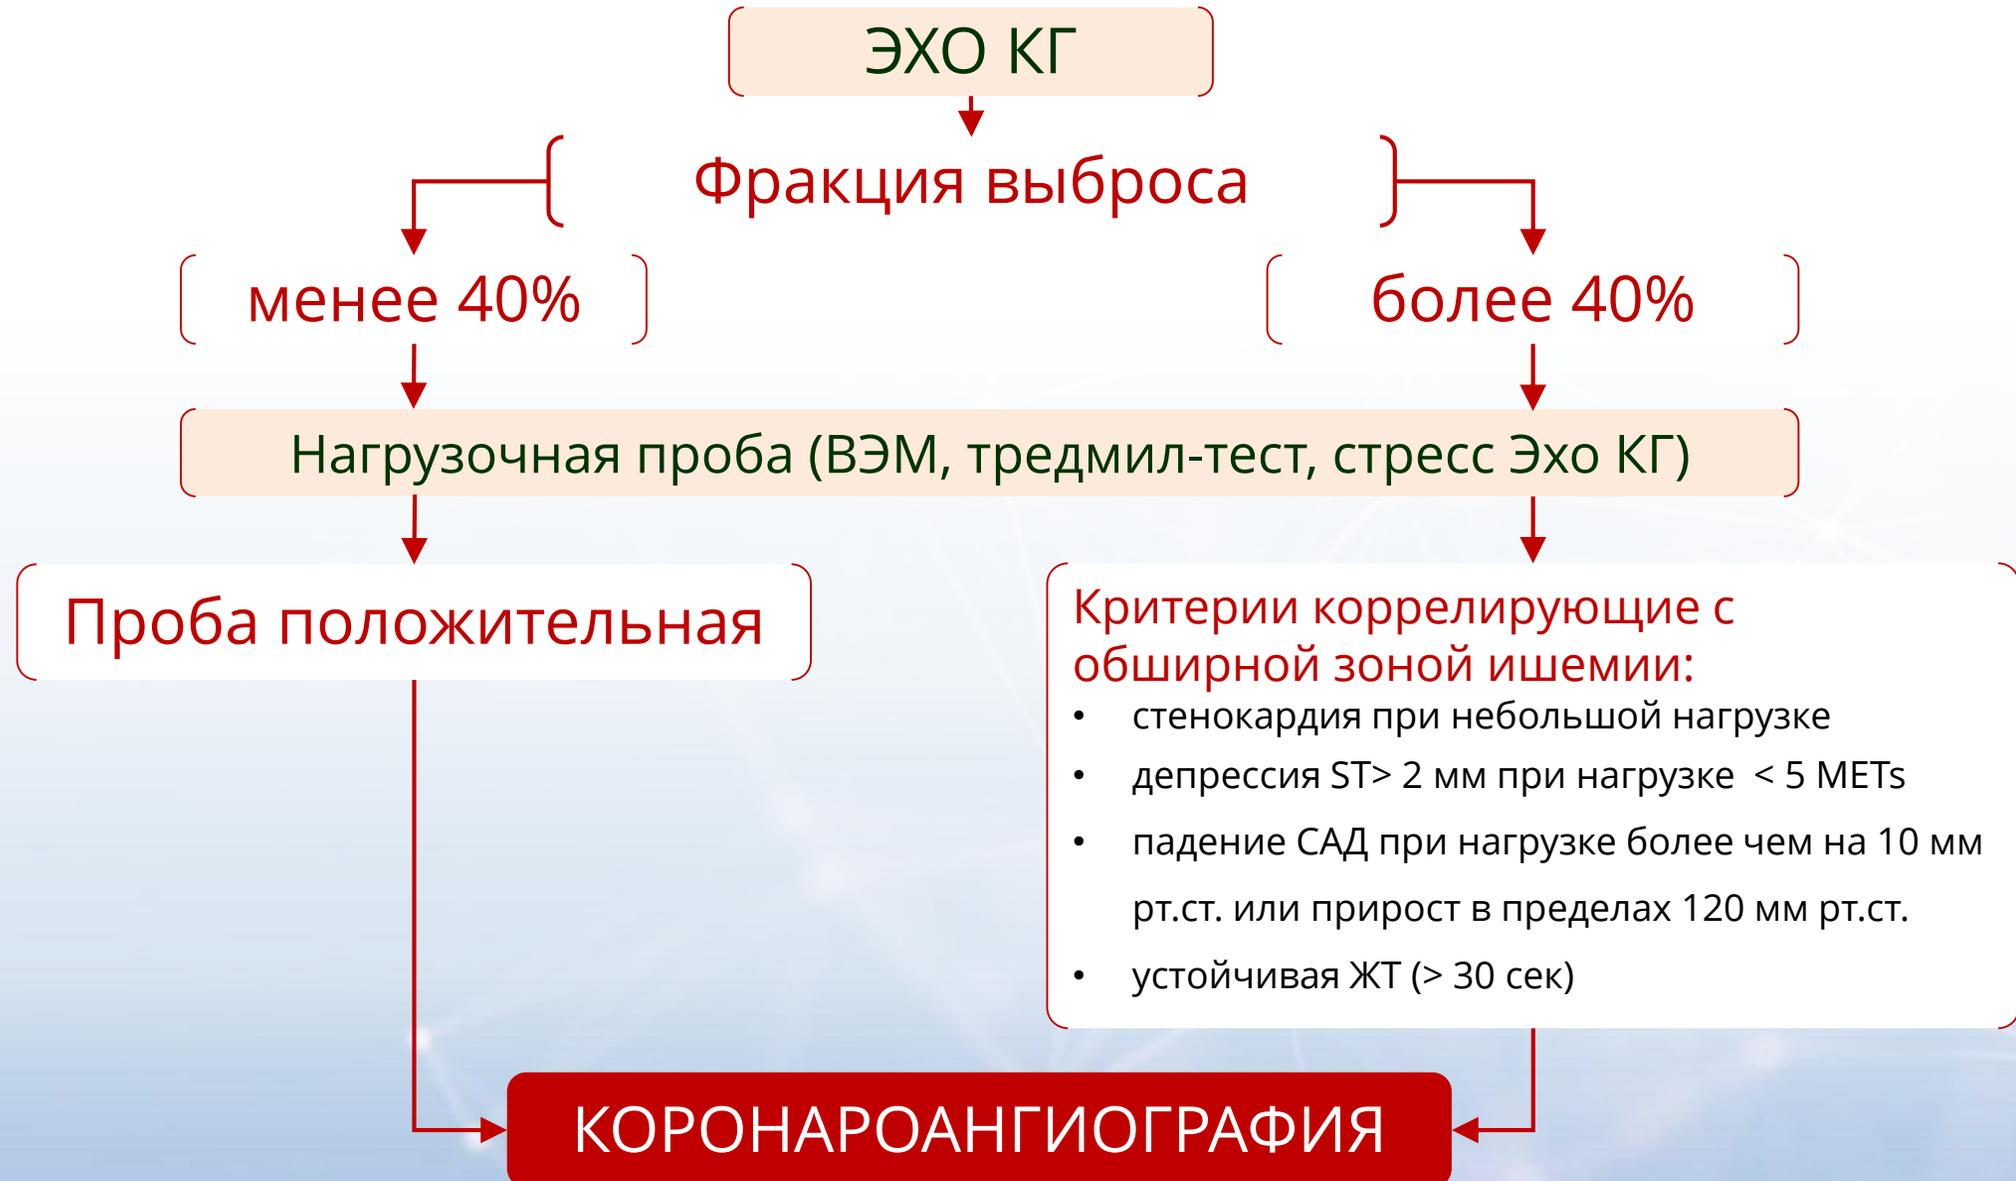 ЭХО КГ
Фракция выброса
менее 40%
более 40%
Нагрузочная проба (ВЭМ, тредмил-тест, стресс Эхо КГ)
Проба положительная
Критерии коррелирующие с
обширной зоной ишемии:
• стенокардия при небольшой нагрузке
• депрессия ST> 2 мм при нагрузке < 5 METs
• падение САД при нагрузке более чем на 10 мм
рт.ст. или прирост в пределах 120 мм рт.ст.
• устойчивая ЖТ (> 30 сек)
КОРОНАРОАНГИОГРАФИЯ